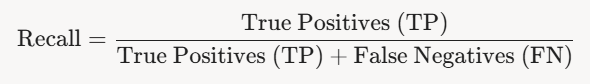 Recall = True Positives (TP) / True Positives (TP) + False Negatives (FN)